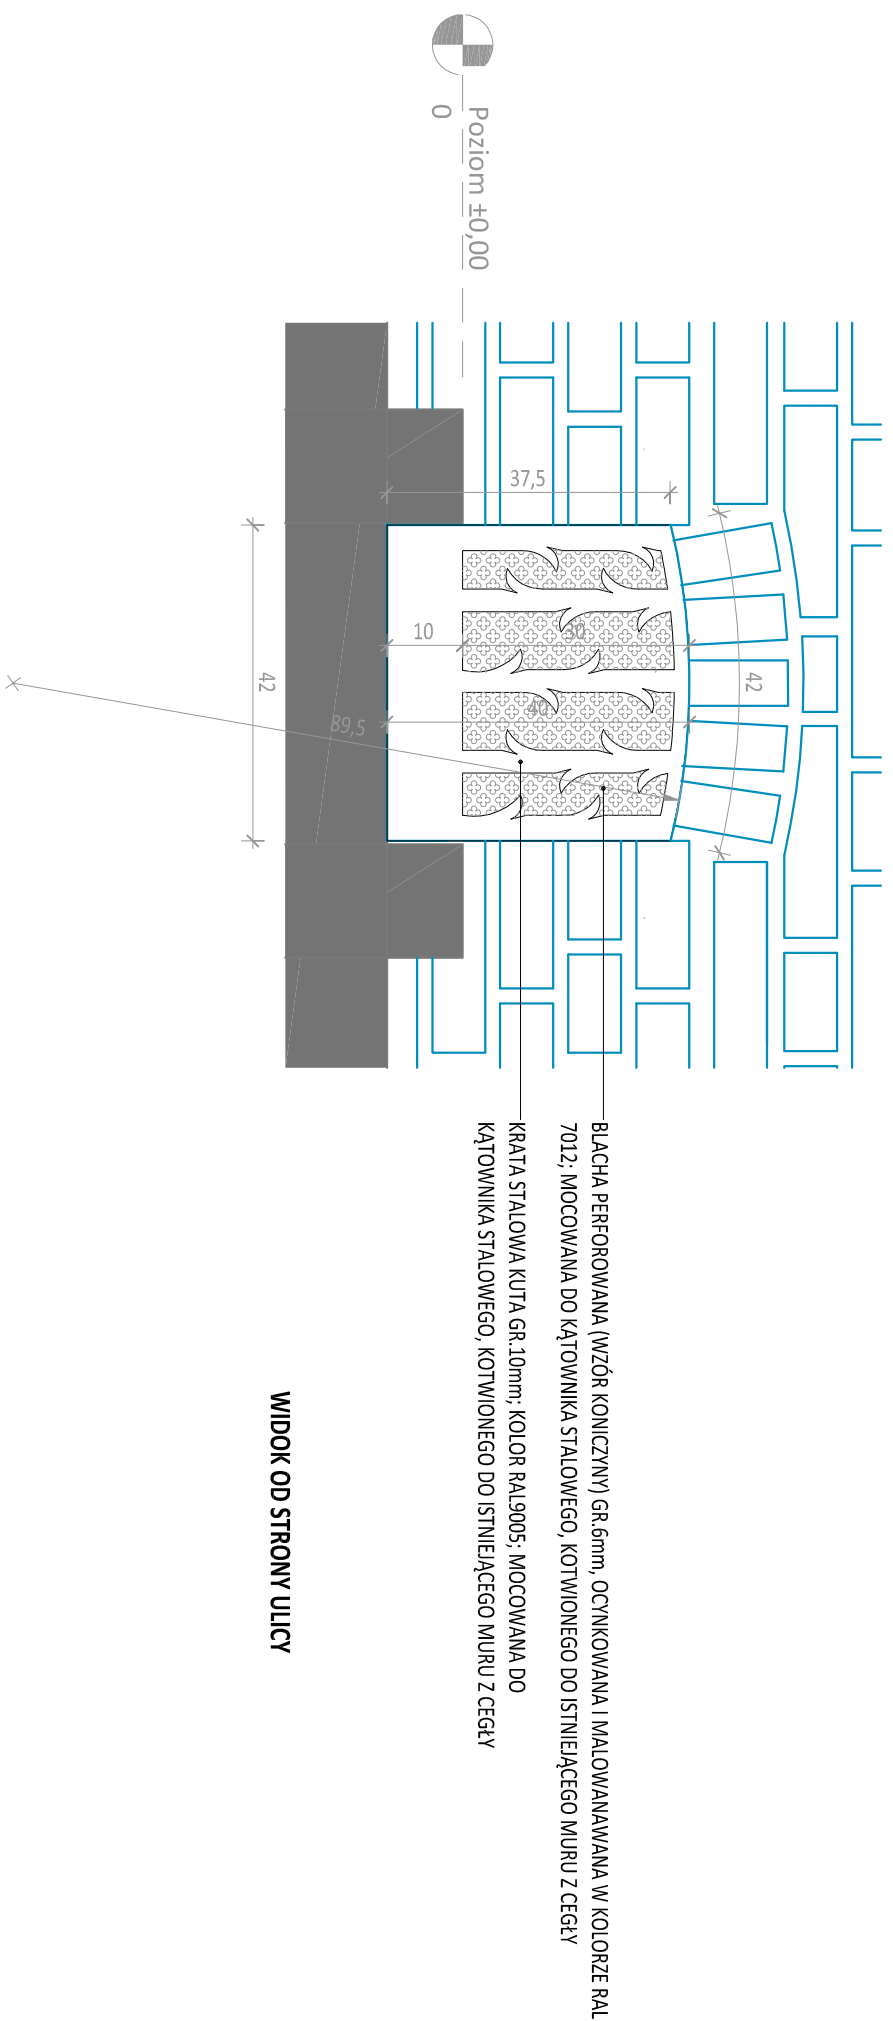 Poziom ±0,00
0
42
42
89,5
37,5
10
30
40
BLACHA PERFOROWANA (WZÓR KONICZYNY) GR.6mm, OCYNKOWANA I MALOWANAWANA W KOLORZE RAL
7012; MOCOWANA DO KĄTOWNIKA STALOWEGO, KOTWIONEGO DO ISTNIEJĄCEGO MURU Z CEGŁY
KRATA STALOWA KUTA GR.10mm; KOLOR RAL9005; MOCOWANA DO
KĄTOWNIKA STALOWEGO, KOTWIONEGO DO ISTNIEJĄCEGO MURU Z CEGŁY
WIDOK OD STRONY ULICY